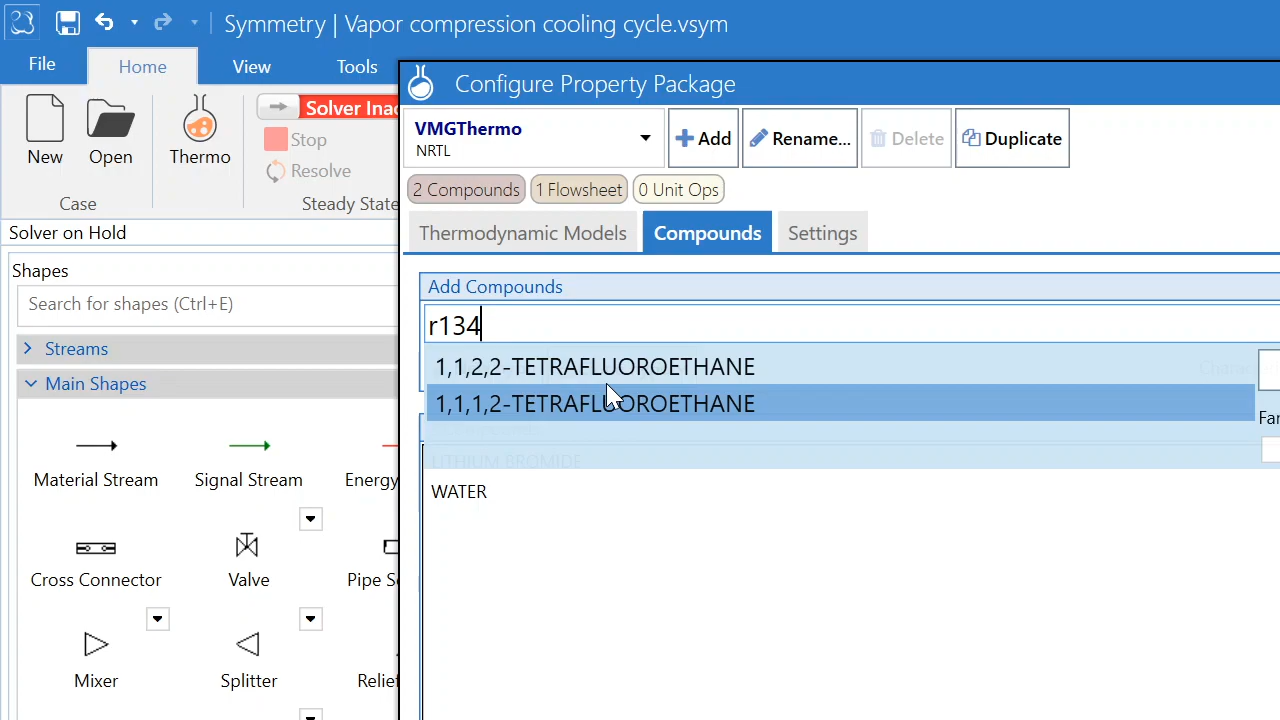 Symmetry | Vapor compression cooling cycle.vsym
File
Home
View
Tools
New
Open
Thermo
Solver Inac
Stop
Resolve
Case
Steady State
Solver on Hold
Shapes
Search for shapes (Ctrl+E)
Streams
Main Shapes
Material Stream
Signal Stream
Energy
Cross Connector
Valve
Pipe Se
Mixer
Splitter
Relief
Configure Property Package
VMGThermo
NRTL
Add
Rename...
Delete
Duplicate
2 Compounds
1 Flowsheet
0 Unit Ops
Thermodynamic Models
Compounds
Settings
Add Compounds
r134
1,1,2,2-TETRAFLUOROETHANE
1,1,1,2-TETRAFLUOROETHANE
LITHIUM BROMIDE
WATER